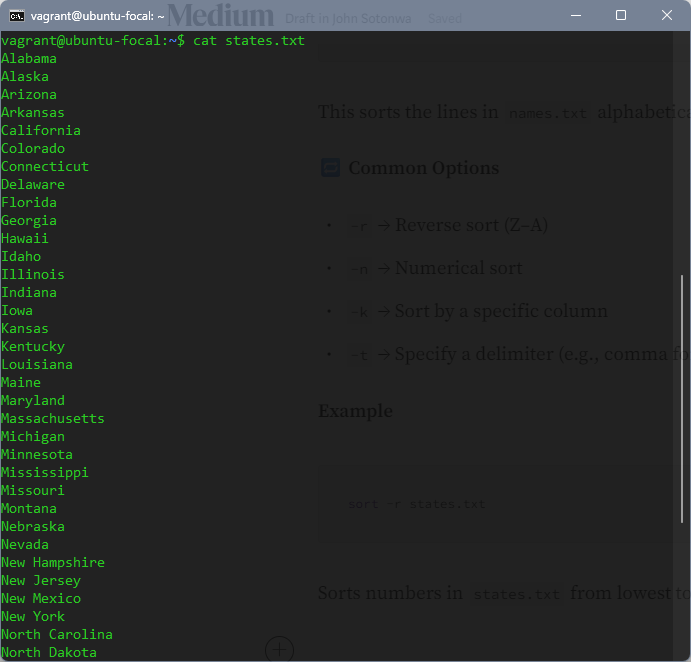 vagrant@ubuntu-focal: ~
Medium
Draft in John Sotonwa
Saved
vagrant@ubuntu-focal:~$ cat states.txt
Alabama
Alaska
Arizona
Arkansas
California
Colorado
Connecticut
Delaware
Florida
Georgia
Hawaii
Idaho
Illinois
Indiana
Iowa
Kansas
Kentucky
Louisiana
Maine
Maryland
Massachusetts
Michigan
Minnesota
Mississippi
Missouri
Montana
Nebraska
Nevada
New Hampshire
New Jersey
New Mexico
New York
North Carolina
North Dakota
This sorts the lines in names.txt alphabetica
Common Options
• -r → Reverse sort (Z–A)
• -n → Numerical sort
• -k → Sort by a specific column
• -t → Specify a delimiter (e.g., comma fo
Example
sort -r states.txt
Sorts numbers in states.txt from lowest to